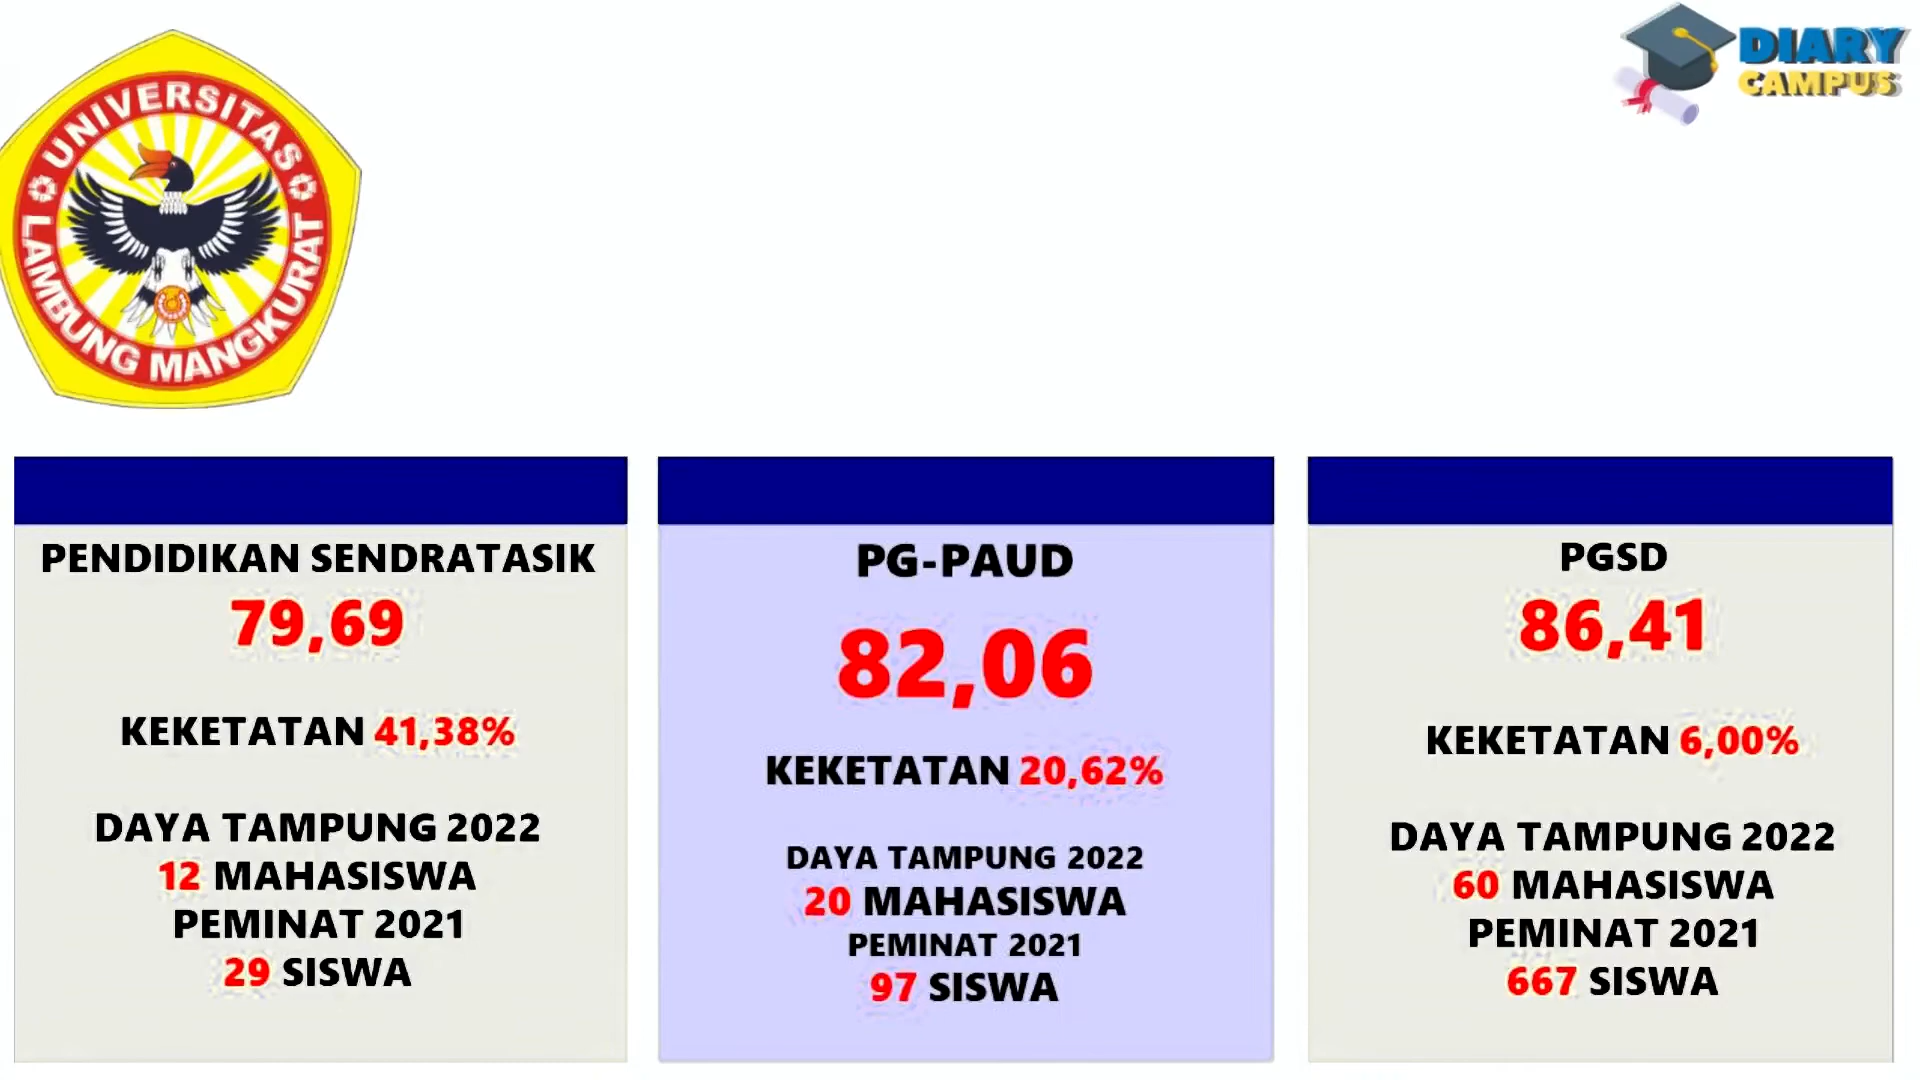 UNIVERSITAS
LAMBUNG MANGKURAT
DIARY
CAMPUS
PENDIDIKAN SENDRATASIK
79,69
KEKETATAN 41,38%
DAYA TAMPUNG 2022
12 MAHASISWA
PEMINAT 2021
29 SISWA
PG-PAUD
82,06
KEKETATAN 20,62%
DAYA TAMPUNG 2022
20 MAHASISWA
PEMINAT 2021
97 SISWA
PGSD
86,41
KEKETATAN 6,00%
DAYA TAMPUNG 2022
60 MAHASISWA
PEMINAT 2021
667 SISWA